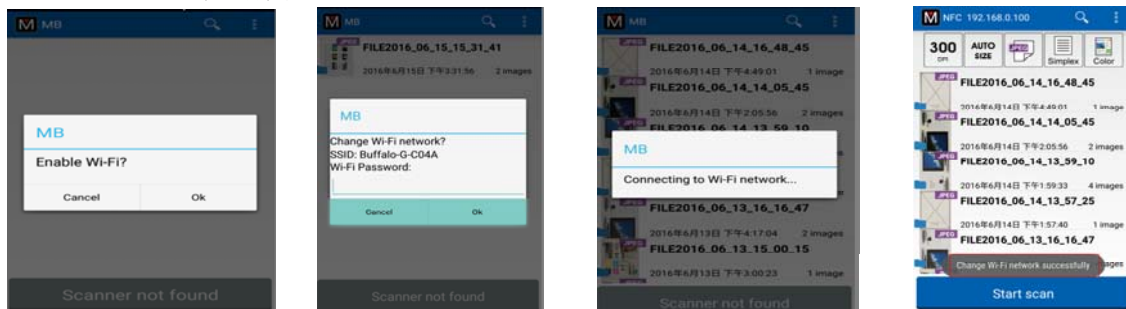 MB
Enable Wi-Fi?
Cancel Ok
Scanner not found
MB
JPEG
FILE2016_06_15_15_31_41
2016年6月15日 下午3:31:56 2 images
MB
Change Wi-Fi network?
SSID: Buffalo-G-C04A
Wi-Fi Password:
Cancel Ok
Scanner not found
MB
FILE2016_06_14_16_48_45
2016年6月14日 下午4:49:01 1 image
FILE2016_06_14_14_05_45
2016年6月14日 下午2:05:56 2 images
FILE2016_06_14_13_59_10
MB
Connecting to Wi-Fi network...
FILE2016_06_13_16_16_47
2016年6月13日 下午4:17:04 2 images
FILE2016_06_13_15_00_15
2016年6月13日 下午3:00:23 1 image
Scanner not found
NFC 192.168.0.100
300 DPI AUTO SIZE JPEG Simplex Color
JPEG
FILE2016_06_14_16_48_45
2016年6月14日 下午4:49:01 1 image
JPEG
FILE2016_06_14_14_05_45
2016年6月14日 下午2:05:56 2 images
JPEG
FILE2016_06_14_13_59_10
2016年6月14日 下午1:59:33 4 images
JPEG
FILE2016_06_14_13_57_25
2016年6月14日 下午1:57:40 1 image
JPEG
FILE2016_06_13_16_16_47
Change Wi-Fi network successfully
Start scan